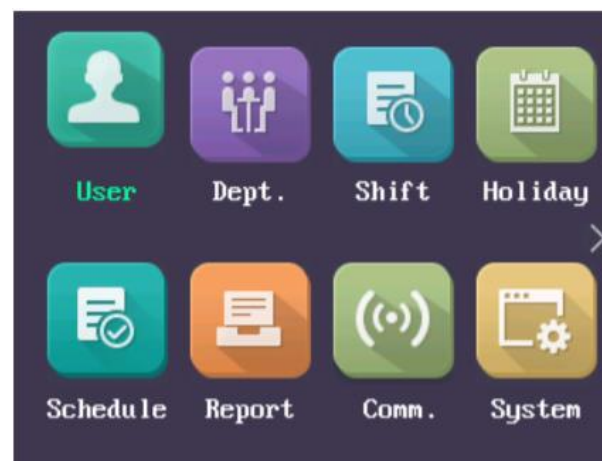 User Dept. Shift Holiday
Schedule Report Comm. System